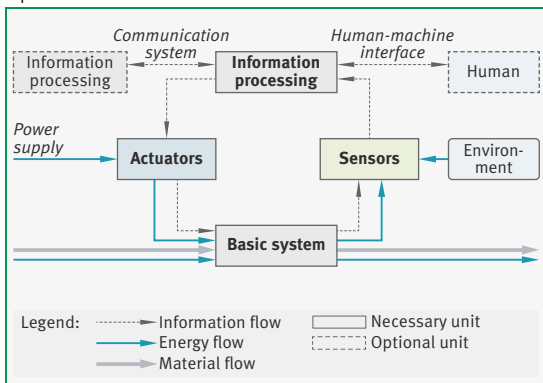 Communication
system
Human-machine
interface
Information
processing
Information
processing
Human
Power
supply
Actuators
Sensors
Environ-
ment
Basic system
Legend:
Information flow
Necessary unit
Energy flow
Optional unit
Material flow